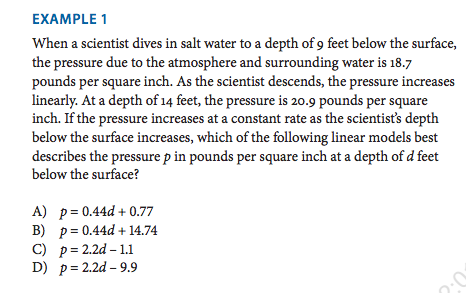 EXAMPLE 1
When a scientist dives in salt water to a depth of 9 feet below the surface,
the pressure due to the atmosphere and surrounding water is 18.7
pounds per square inch. As the scientist descends, the pressure increases
linearly. At a depth of 14 feet, the pressure is 20.9 pounds per square
inch. If the pressure increases at a constant rate as the scientist's depth
below the surface increases, which of the following linear models best
describes the pressure p in pounds per square inch at a depth of d feet
below the surface?
A) p = 0.44d + 0.77
B) p = 0.44d + 14.74
C) p = 2.2d – 1.1
D) p = 2.2d – 9.9